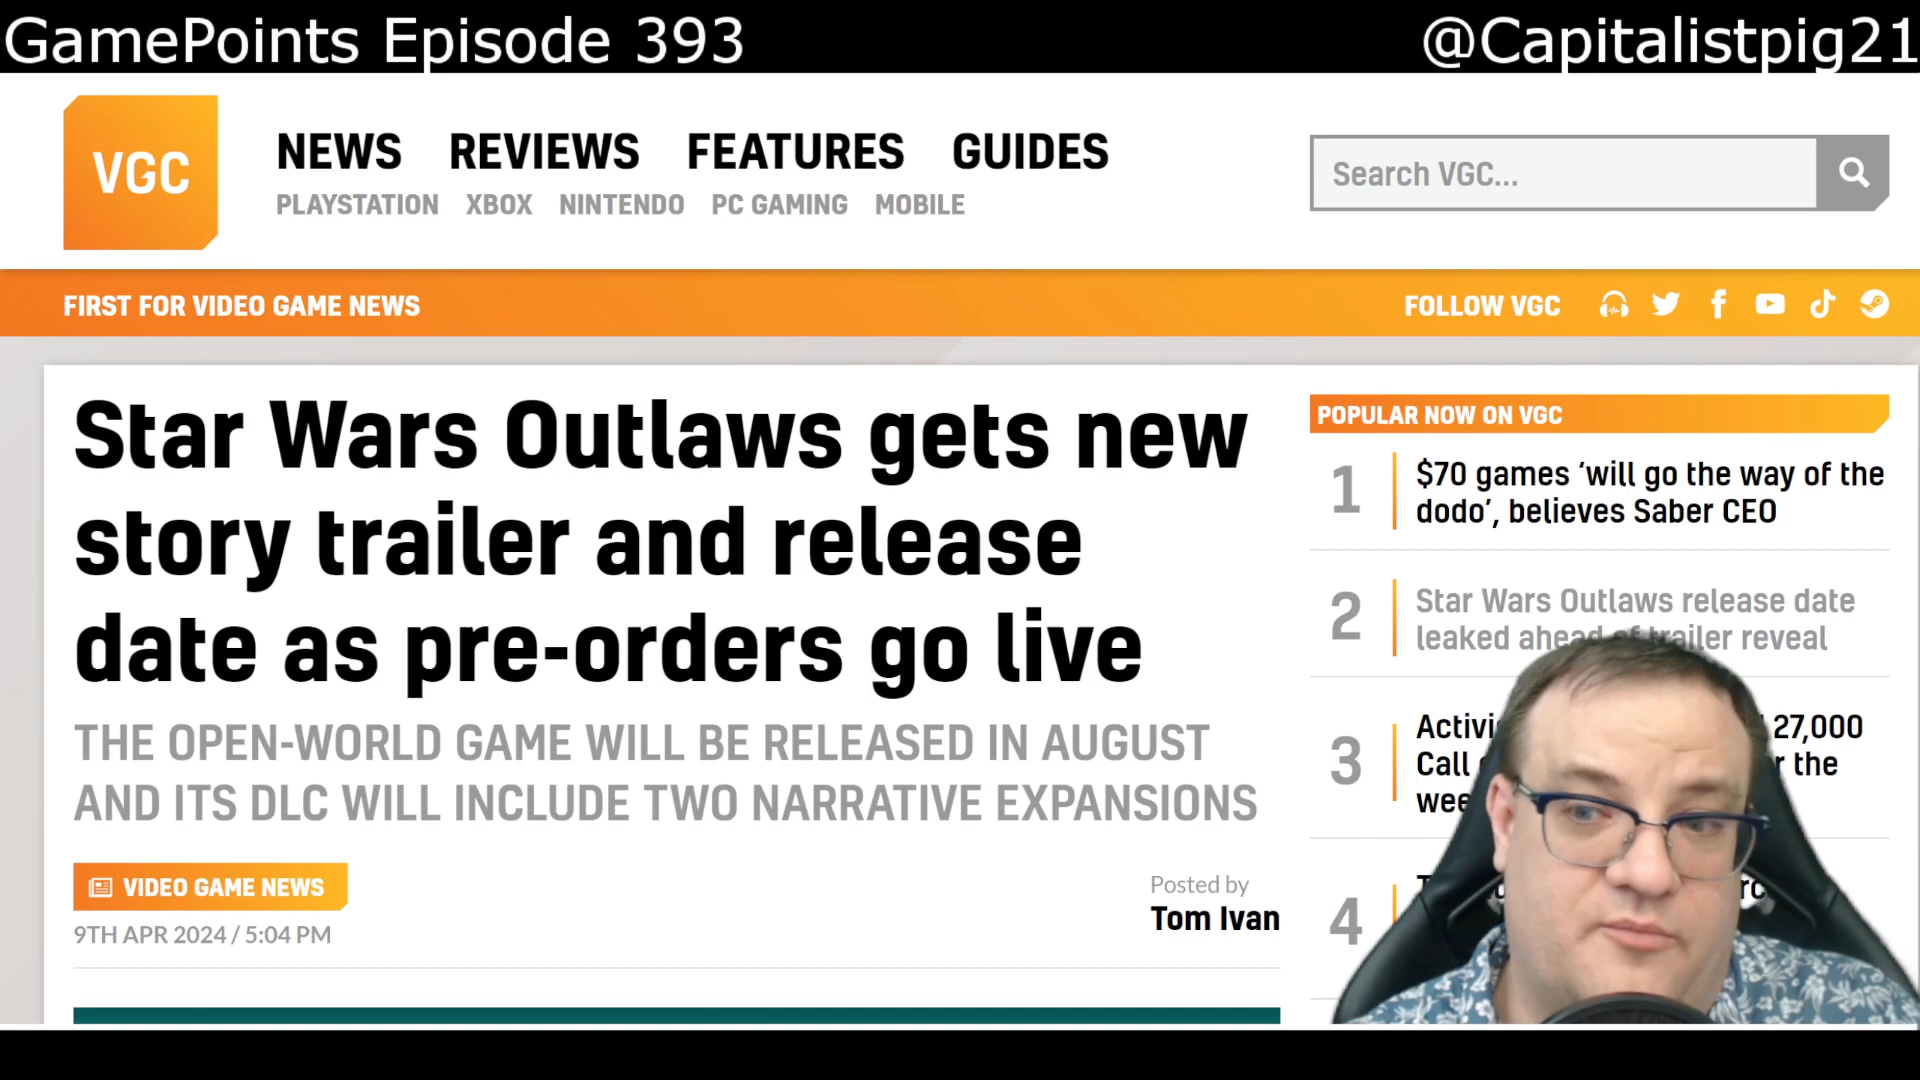 GamePoints Episode 393
@Capitalistpig21
VGC
NEWS REVIEWS FEATURES GUIDES
PLAYSTATION XBOX NINTENDO PC GAMING MOBILE
Search VGC...
FIRST FOR VIDEO GAME NEWS
FOLLOW VGC
Star Wars Outlaws gets new
story trailer and release
date as pre-orders go live
THE OPEN-WORLD GAME WILL BE RELEASED IN AUGUST
AND ITS DLC WILL INCLUDE TWO NARRATIVE EXPANSIONS
VIDEO GAME NEWS
9TH APR 2024 / 5:04 PM
Posted by
Tom Ivan
POPULAR NOW ON VGC
1
$70 games ‘will go the way of the
dodo’, believes Saber CEO
2
Star Wars Outlaws release date
leaked ahead of trailer reveal
3
27,000
Call the
4